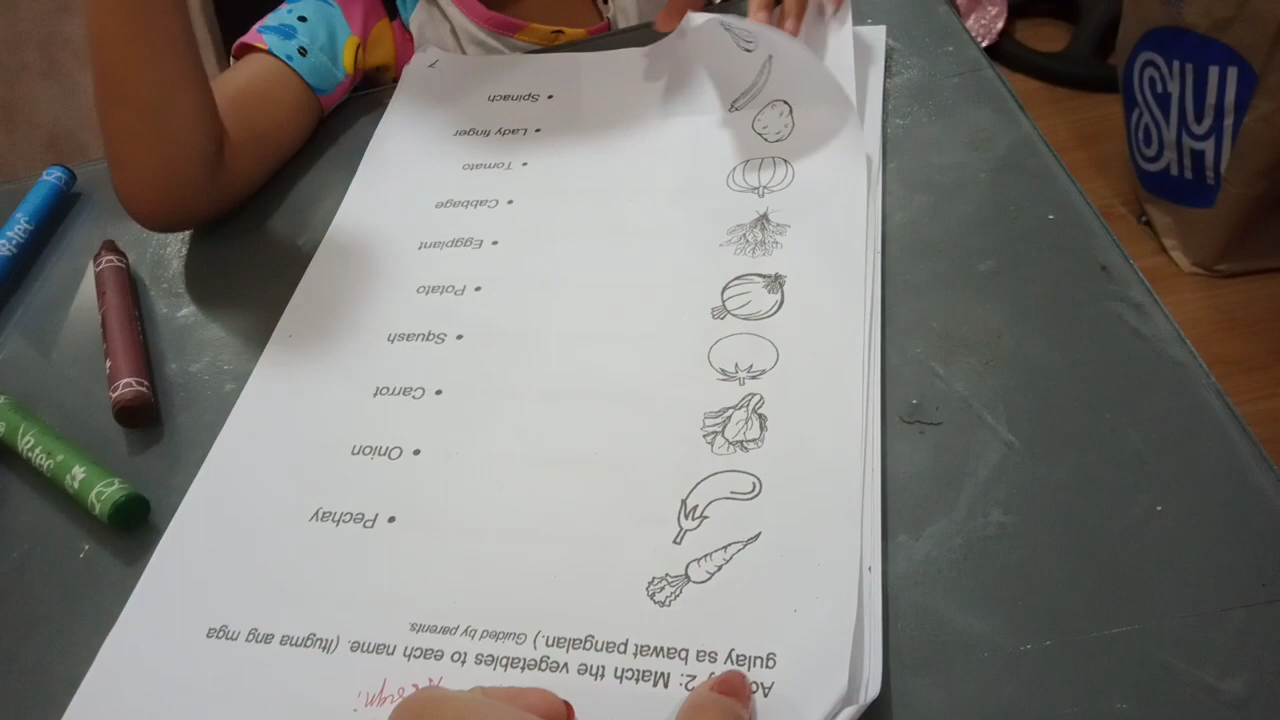 2: Match the vegetables to each name. (Itugma ang mga
gulay sa bawat pangalan.) Guided by parents.
• Pechay
• Onion
• Carrot
• Squash
• Potato
• Eggplant
• Cabbage
• Tomato
• Lady finger
• Spinach
7
SM